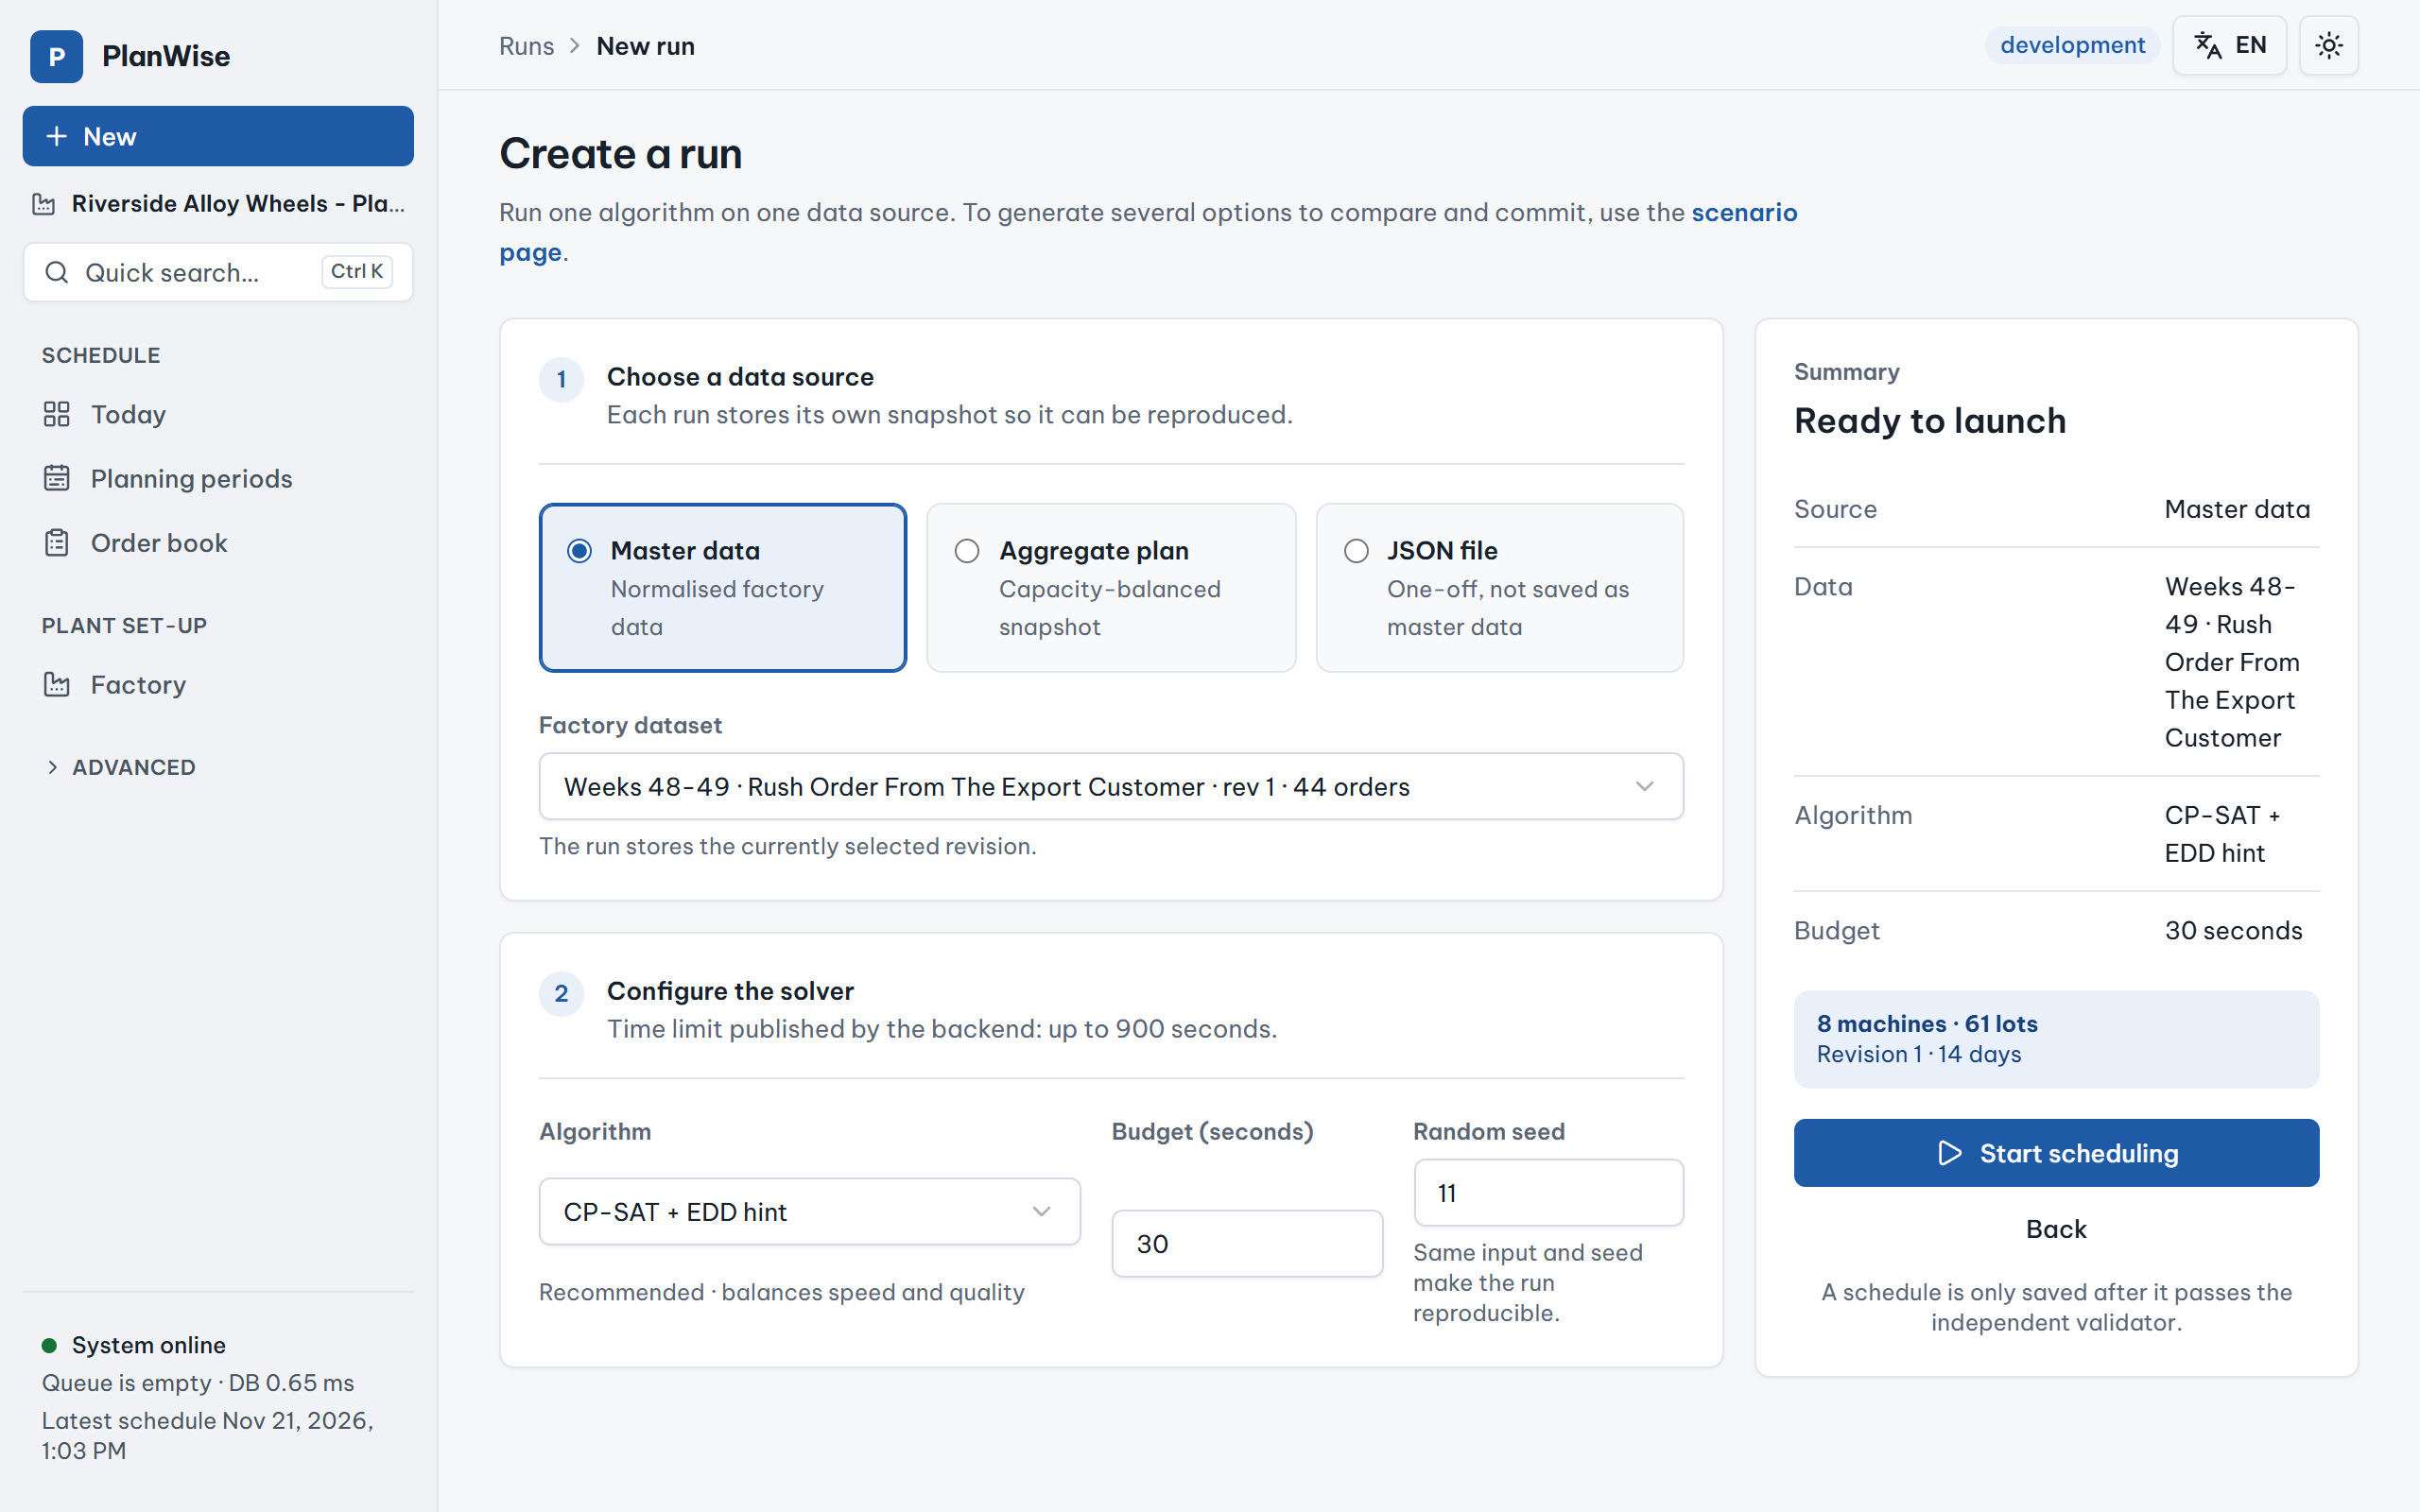 P PlanWise
New
Riverside Alloy Wheels - Pla...
Quick search... Ctrl K
SCHEDULE
Today
Planning periods
Order book
PLANT SET-UP
Factory
ADVANCED
System online
Queue is empty · DB 0.65 ms
Latest schedule Nov 21, 2026,
1:03 PM
Runs > New run
development
EN
Create a run
Run one algorithm on one data source. To generate several options to compare and commit, use the scenario
page.
1 Choose a data source
Each run stores its own snapshot so it can be reproduced.
Master data
Normalised factory
data
Aggregate plan
Capacity-balanced
snapshot
JSON file
One-off, not saved as
master data
Factory dataset
Weeks 48-49 · Rush Order From The Export Customer · rev 1 · 44 orders
The run stores the currently selected revision.
2 Configure the solver
Time limit published by the backend: up to 900 seconds.
Algorithm
CP-SAT + EDD hint
Recommended · balances speed and quality
Budget (seconds)
30
Random seed
11
Same input and seed
make the run
reproducible.
Summary
Ready to launch
Source Master data
Data Weeks 48-
49 · Rush
Order From
The Export
Customer
Algorithm CP-SAT +
EDD hint
Budget 30 seconds
8 machines · 61 lots
Revision 1 · 14 days
Start scheduling
Back
A schedule is only saved after it passes the
independent validator.